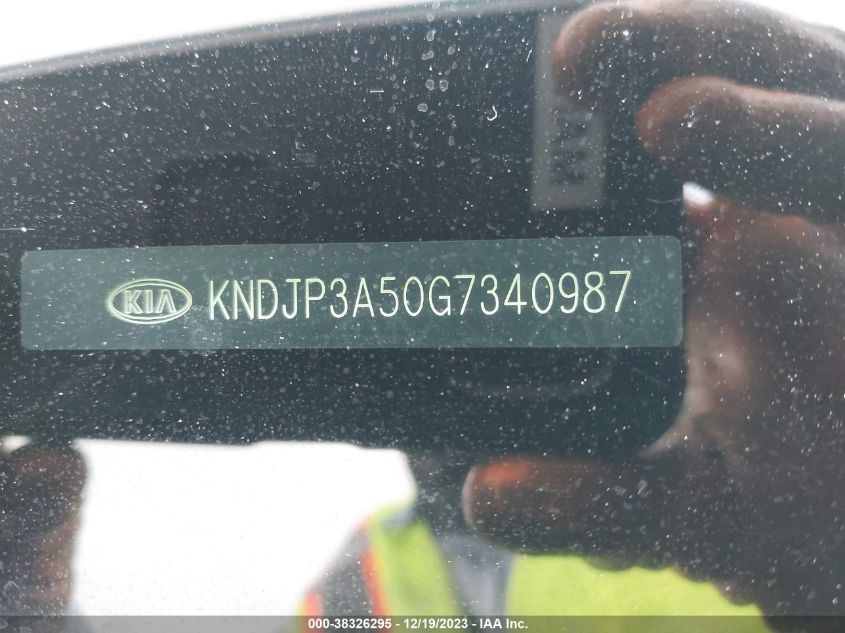 KIA KNDJP3A50G7340987
000-38326295 - 12/19/2023 - IAA Inc.